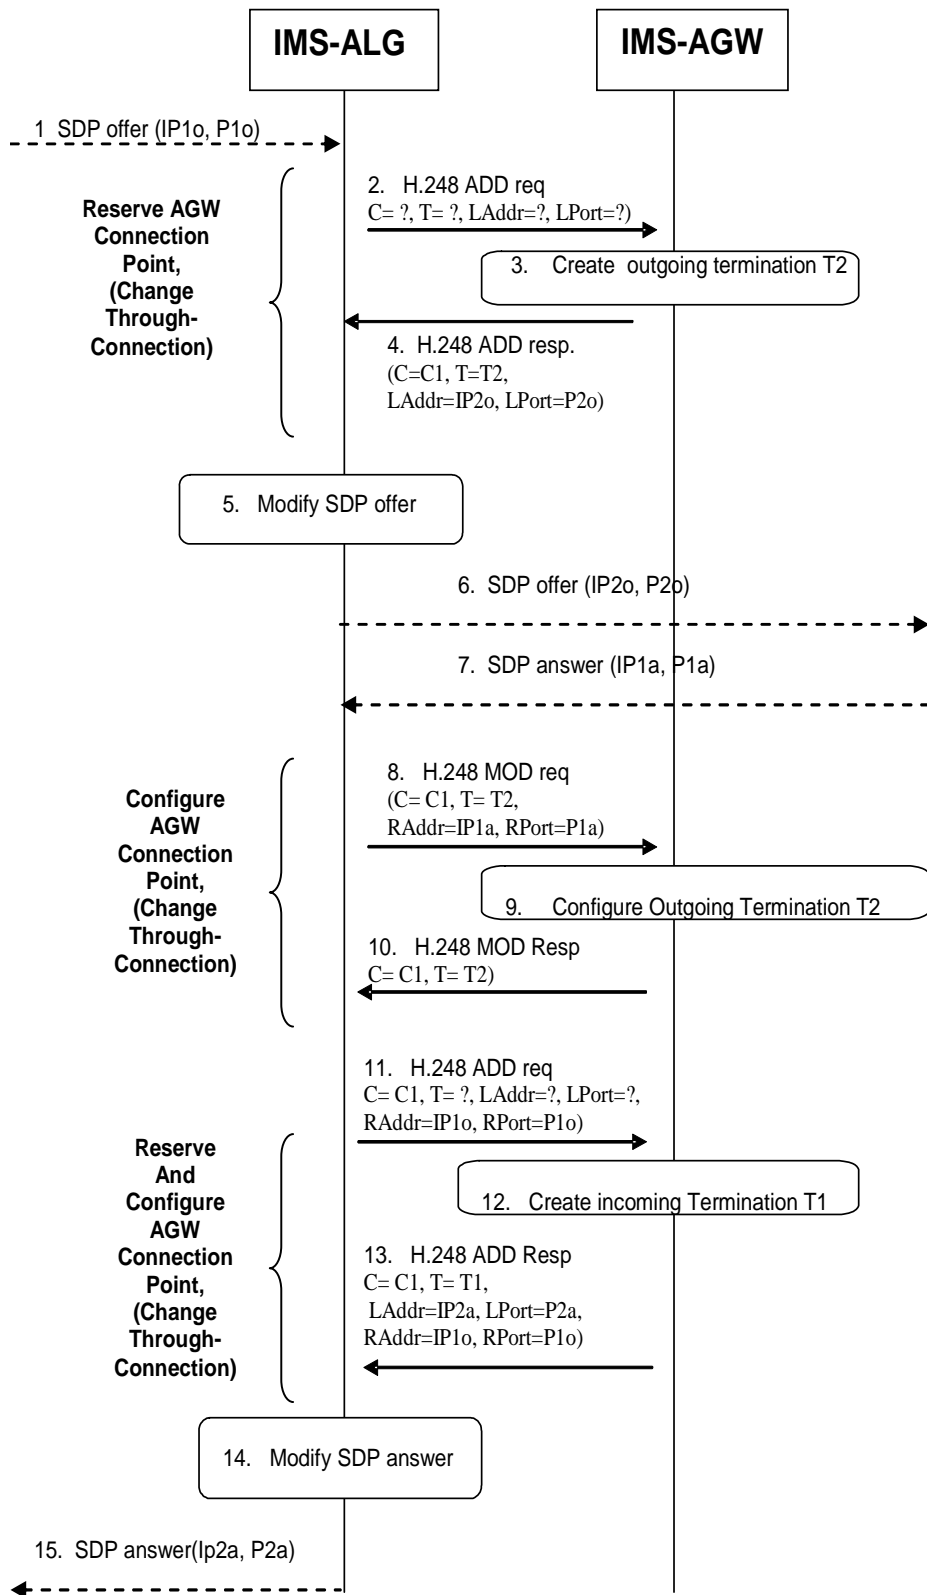 IMS-ALG
IMS-AGW
1 SDP offer (IP1o, P1o)
Reserve AGW
Connection
Point,
(Change
Through-
Connection)
2. H.248 ADD req
C= ?, T= ?, LAddr=?, LPort=?)
3. Create outgoing termination T2
4. H.248 ADD resp.
(C=C1, T=T2,
LAddr=IP2o, LPort=P2o)
5. Modify SDP offer
6. SDP offer (IP2o, P2o)
7. SDP answer (IP1a, P1a)
Configure
AGW
Connection
Point,
(Change
Through-
Connection)
8. H.248 MOD req
(C= C1, T= T2,
RAddr=IP1a, RPort=P1a)
9. Configure Outgoing Termination T2
10. H.248 MOD Resp
C= C1, T= T2)
11. H.248 ADD req
C= C1, T= ?, LAddr=?, LPort=?,
RAddr=IP1o, RPort=P1o)
Reserve
And
Configure
AGW
Connection
Point,
(Change
Through-
Connection)
12. Create incoming Termination T1
13. H.248 ADD Resp
C= C1, T= T1,
LAddr=IP2a, LPort=P2a,
RAddr=IP1o, RPort=P1o)
14. Modify SDP answer
15. SDP answer(Ip2a, P2a)